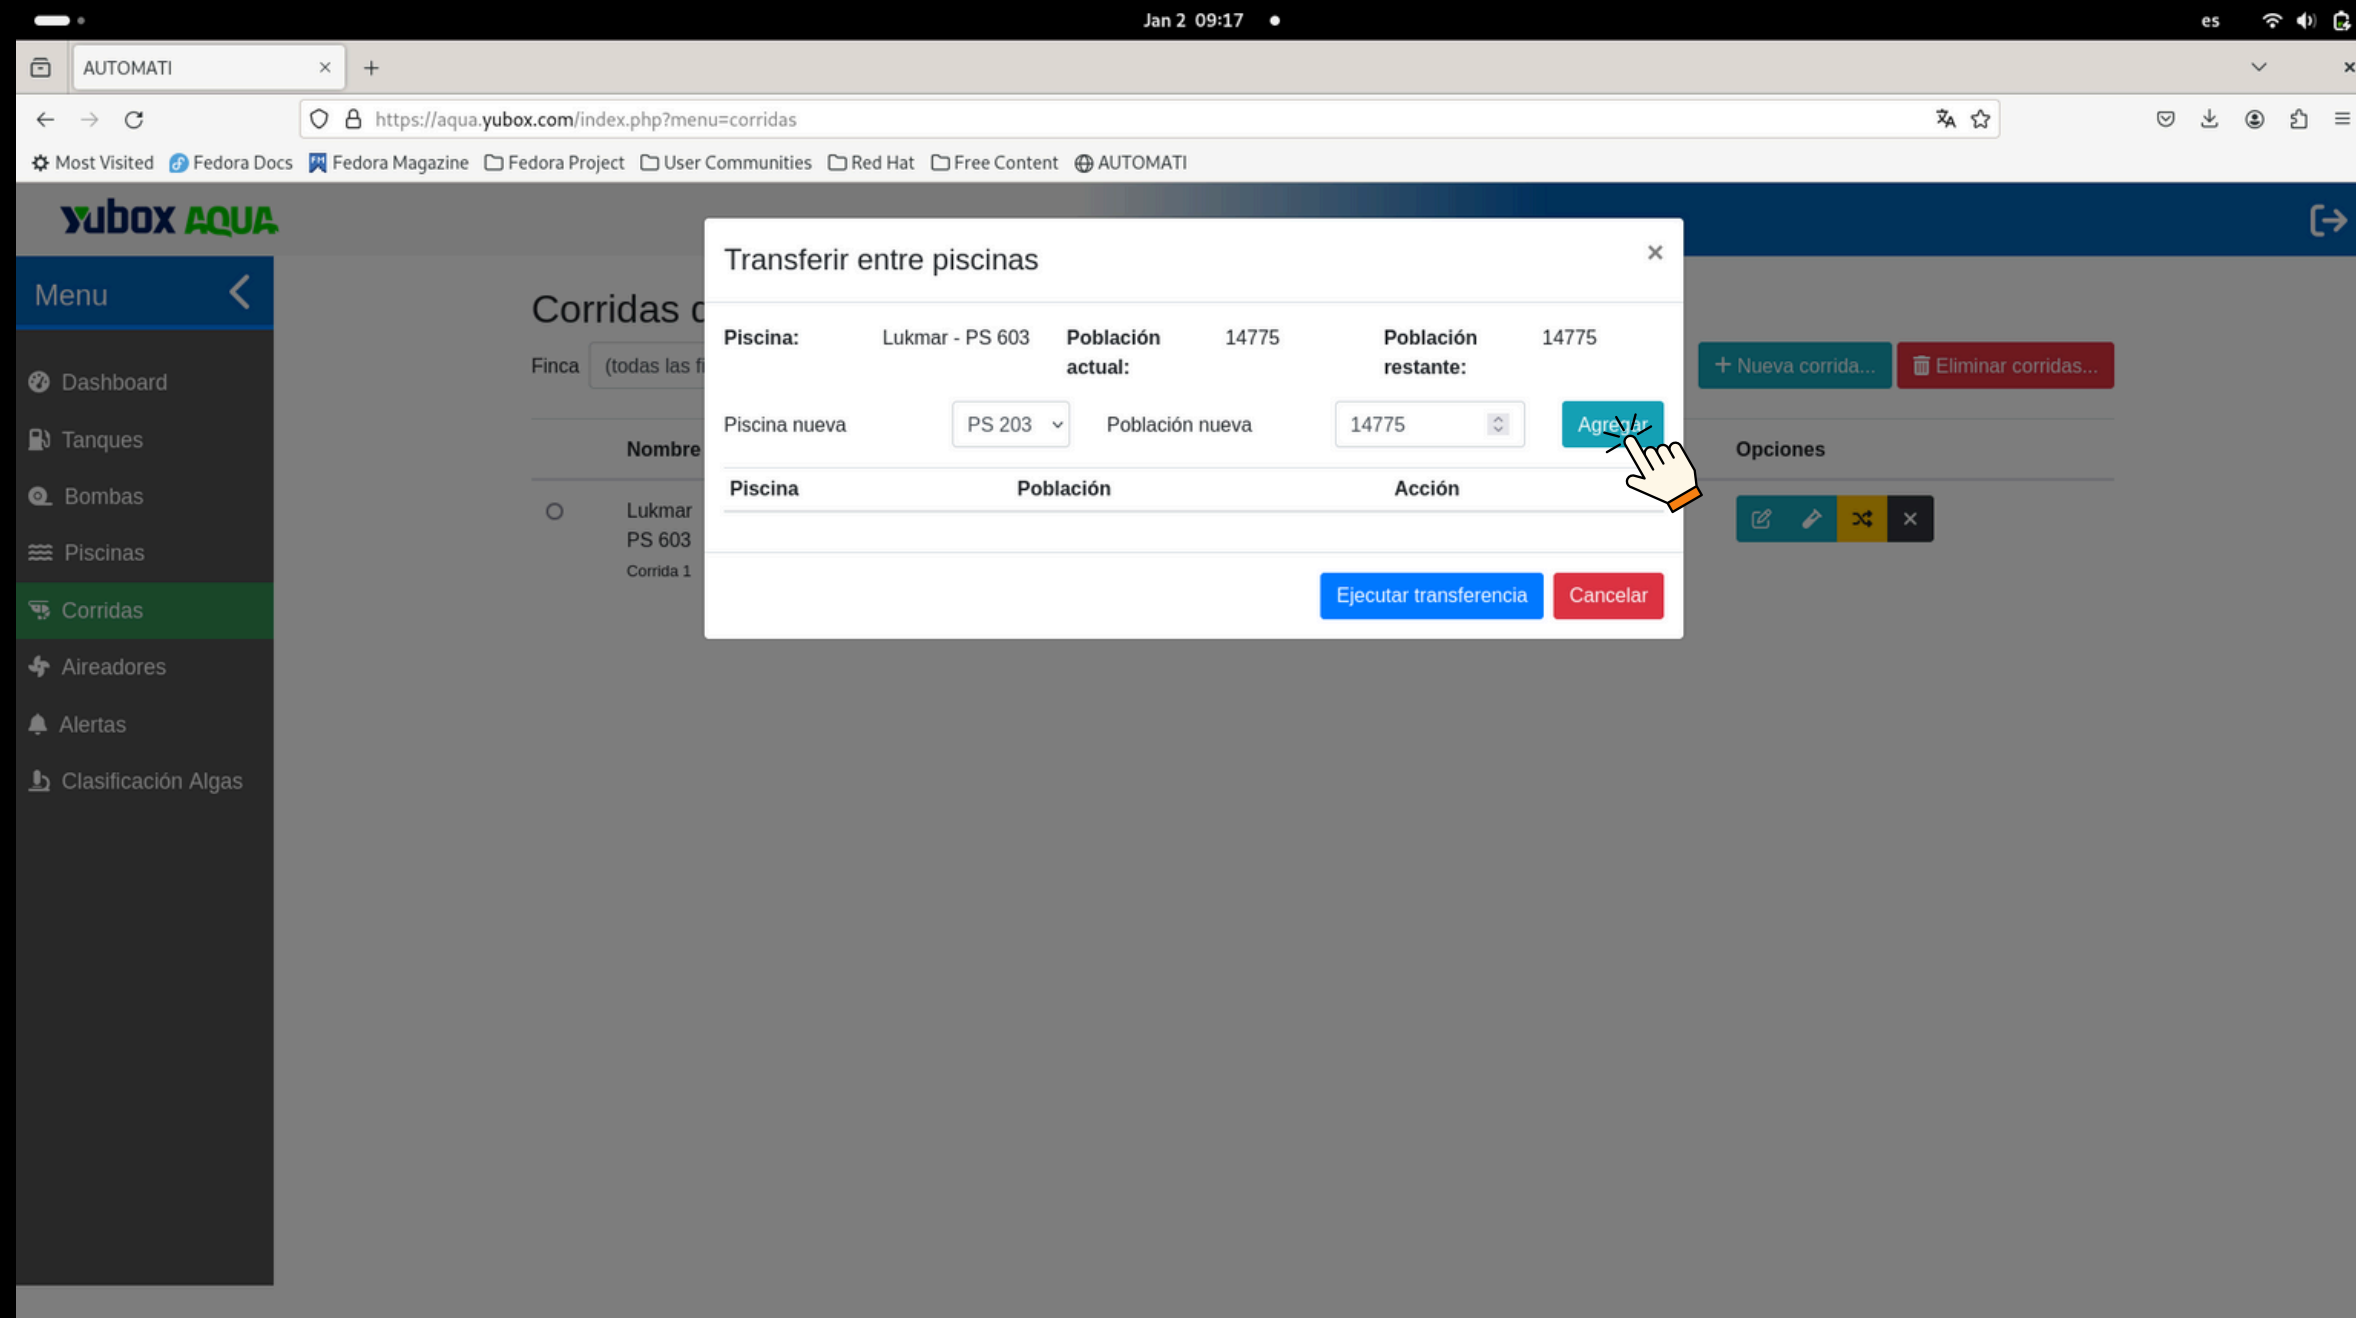 Jan 2 09:17
es
AUTOMATI
https://aqua.yubox.com/index.php?menu=corridas
Most Visited Fedora Docs Fedora Magazine Fedora Project User Communities Red Hat Free Content AUTOMATI
yubox AQUA
Menu
Dashboard
Tanques
Bombas
Piscinas
Corridas
Aireadores
Alertas
Clasificación Algas
Corridas
Finca (todas las fi
+ Nueva corrida... Eliminar corridas...
Nombre
Opciones
Lukmar
PS 603
Corrida 1
Transferir entre piscinas ×
Piscina: Lukmar - PS 603 Población actual: 14775 Población restante: 14775
Piscina nueva PS 203 Población nueva 14775 Agregar
Piscina Población Acción
Ejecutar transferencia Cancelar